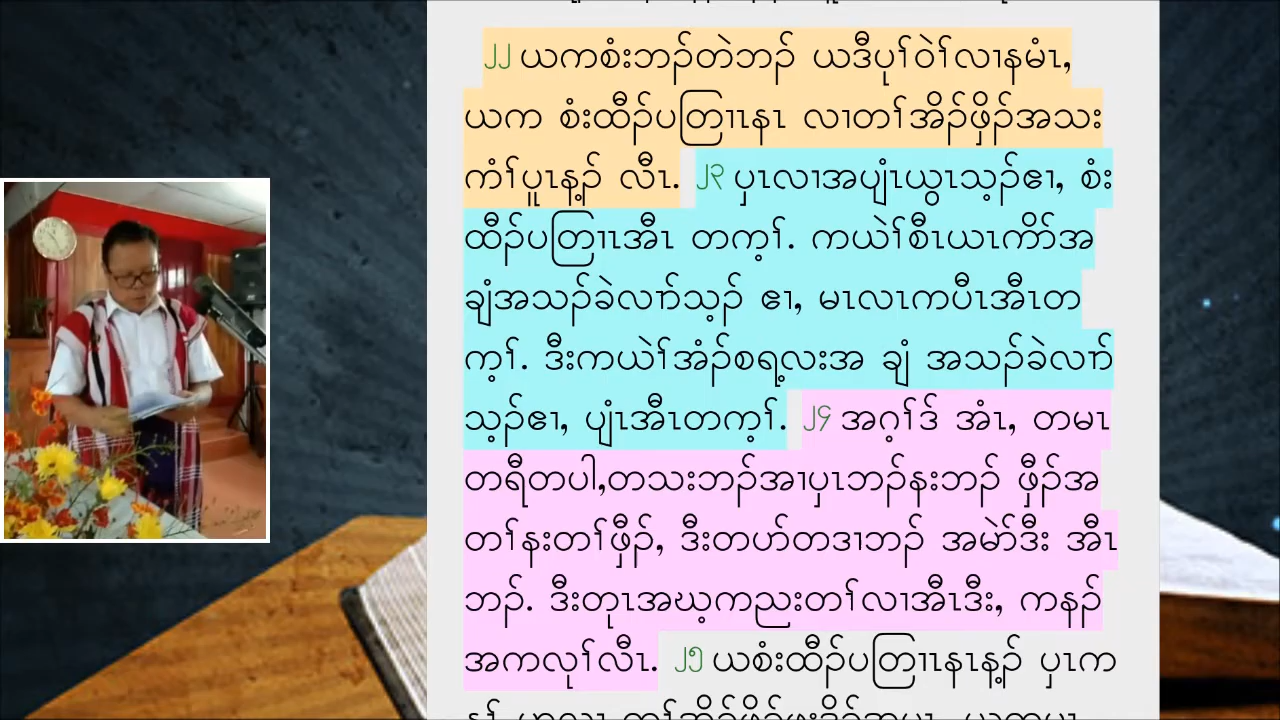 ၂၂ ယကစံးဘၣ်တဲဘၣ် ယဒီပုၢ်ဝဲၢ်လၢနမံၤ,
ယက စံးထီၣ်ပတြၢၤနၤ လၢတၢ်အိၣ်ဖှိၣ်အသး
ကံၢ်ပူၤန့ၣ် လီၤ. ၂၃ ပှၤလၢအပျံၤယွၤသ့ၣ်ဧၢ, စံး
ထီၣ်ပတြၢၤအီၤ တက့ၢ်. ကယဲၢ်စီၤယၤကိာ်အ
ချံအသၣ်ခဲလၢာ်သ့ၣ် ဧၢ, မၤလၤကပီၤအီၤတ
က့ၢ်. ဒီးကယဲၢ်အံၣ်စရ့လးအ ချံ အသၣ်ခဲလၢာ်
သ့ၣ်ဧၢ, ပျံၤအီၤတက့ၢ်. ၂၄ အဂ့ၢ်ဒ် အံၤ, တမၤ
တရီတပါ,တသးဘၣ်အၢပှၤဘၣ်နးဘၣ် ဖှီၣ်အ
တၢ်နးတၢ်ဖှီၣ်, ဒီးတဟ်တဒၢဘၣ် အမဲာ်ဒီး အီၤ
ဘၣ်. ဒီးတုၤအဃ့ကညးတၢ်လၢအီၤဒီး, ကနၣ်
အကလုၢ်လီၤ. ၂၅ ယစံးထီၣ်ပတြၢၤနၤန့ၣ် ပှၤက